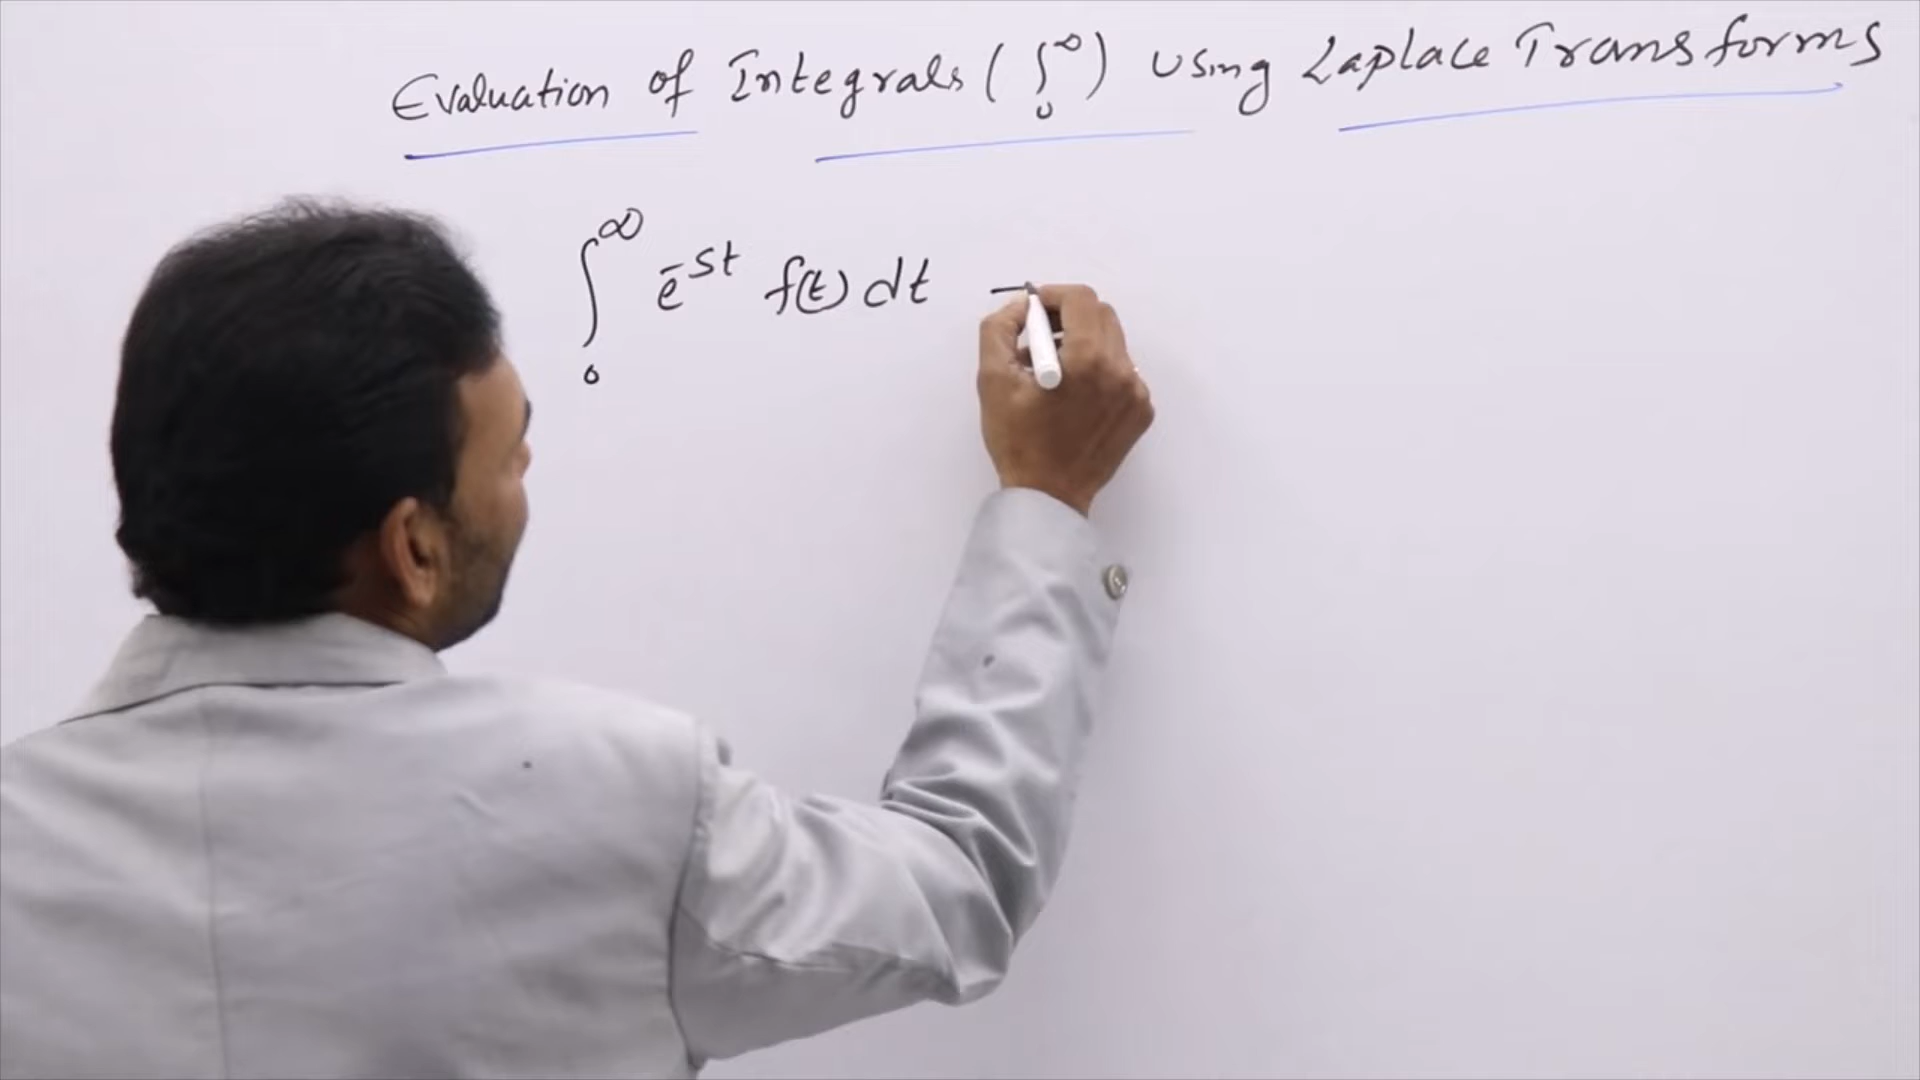 Evaluation of Integrals (∫₀^∞) using Laplace Transforms
∫₀^∞ e^-st f(t) dt